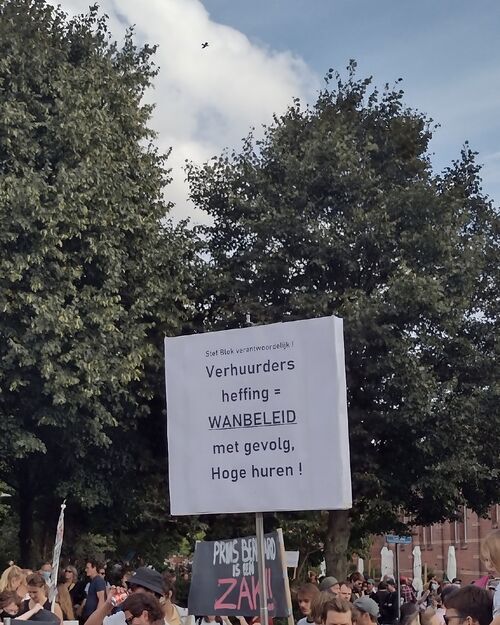 Stef Blok verantwoordelijk !
Verhuurders
heffing =
WANBELEID
met gevolg,
Hoge huren !
PRINS BERNARD
IS EEN
ZAK!